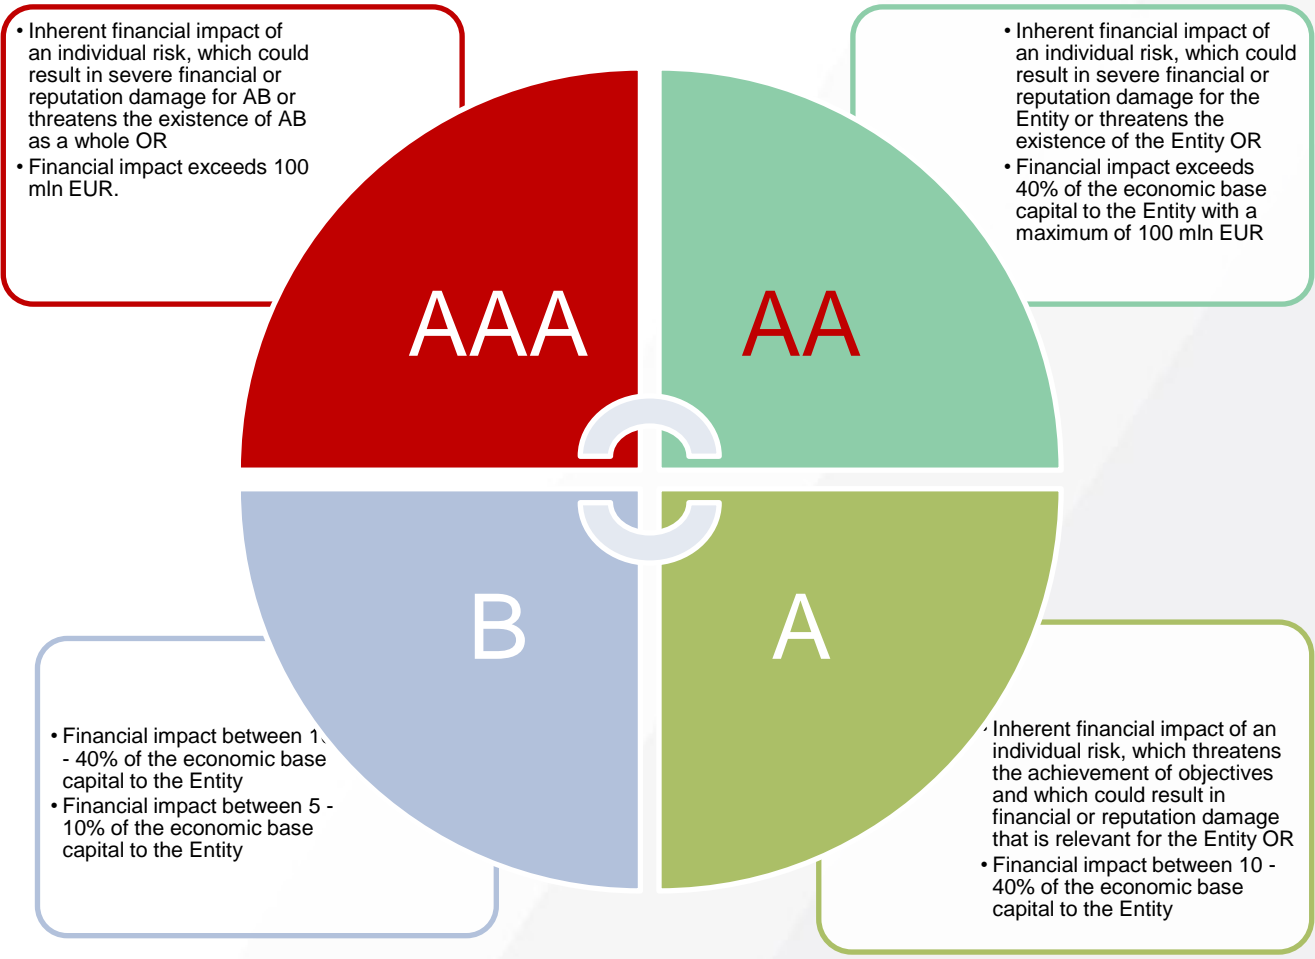 • Inherent financial impact of
an individual risk, which could
result in severe financial or
reputation damage for AB or
threatens the existence of AB
as a whole OR
• Financial impact exceeds 100
mln EUR.
• Inherent financial impact of
an individual risk, which could
result in severe financial or
reputation damage for the
Entity or threatens the
existence of the Entity OR
• Financial impact exceeds
40% of the economic base
capital to the Entity with a
maximum of 100 mln EUR
AAA
AA
B
A
• Financial impact between
- 40% of the economic base
capital to the Entity
• Financial impact between 5 -
10% of the economic base
capital to the Entity
• Inherent financial impact of an
individual risk, which threatens
the achievement of objectives
and which could result in
financial or reputation damage
that is relevant for the Entity OR
• Financial impact between 10 -
40% of the economic base
capital to the Entity